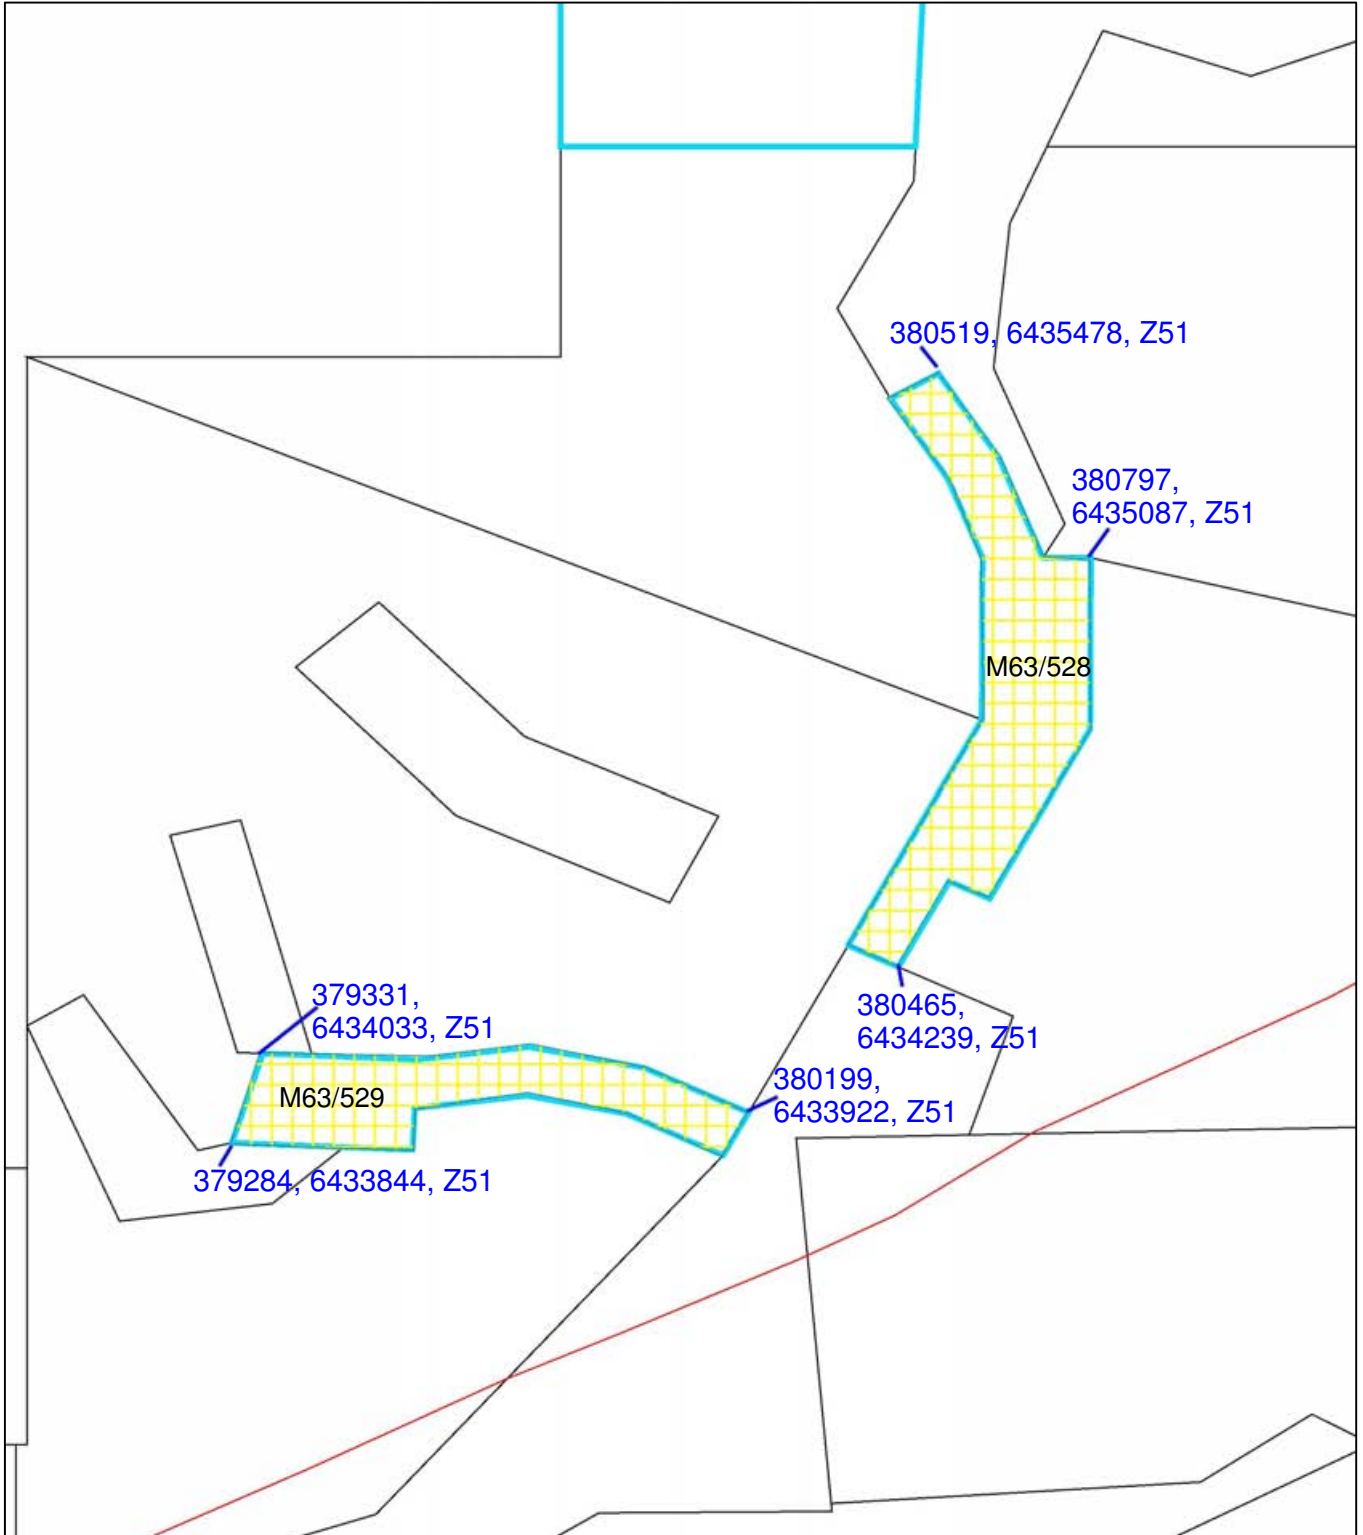 380519, 6435478, Z51
380797,
6435087, Z51
M63/528
379331,
6434033, Z51
380465,
6434239, Z51
M63/529
380199,
6433922, Z51
379284, 6433844, Z51